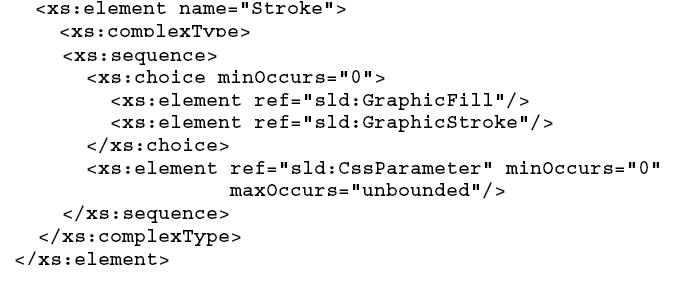 <xs:element name="Stroke">
<xs:complexType>
<xs:sequence>
<xs:choice minOccurs="0">
<xs:element ref="sld:GraphicFill"/>
<xs:element ref="sld:GraphicStroke"/>
</xs:choice>
<xs:element ref="sld:CssParameter" minOccurs="0"
maxOccurs="unbounded"/>
</xs:sequence>
</xs:complexType>
</xs:element>